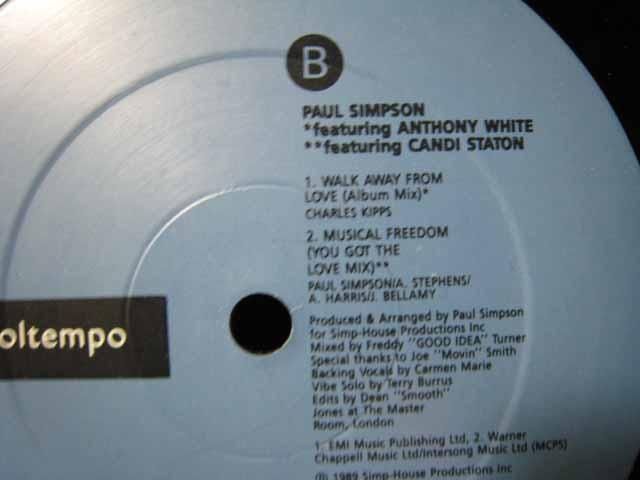 B
PAUL SIMPSON
*featuring ANTHONY WHITE
**featuring CANDI STATON
1. WALK AWAY FROM
LOVE (Album Mix)*
CHARLES KIPPS
2. MUSICAL FREEDOM
(YOU GOT THE
LOVE MIX)**
PAUL SIMPSON/A. STEPHENS/
A. HARRIS/J. BELLAMY
oltempo
Produced & Arranged by Paul Simpson
for Simp-House Productions Inc
Mixed by Freddy "GOOD IDEA" Turner
Special thanks to Joe "Movin" Smith
Backing Vocals by Carmen Marie
Vibe Solo by Terry Burrus
Edits by Dean "Smooth"
Jones at The Master
Room, London
1. EMI Music Publishing Ltd, 2. Warner
Chappell Music Ltd/Intersong Music Ltd (MCPS)
℗ 1989 Simp-House Productions Inc